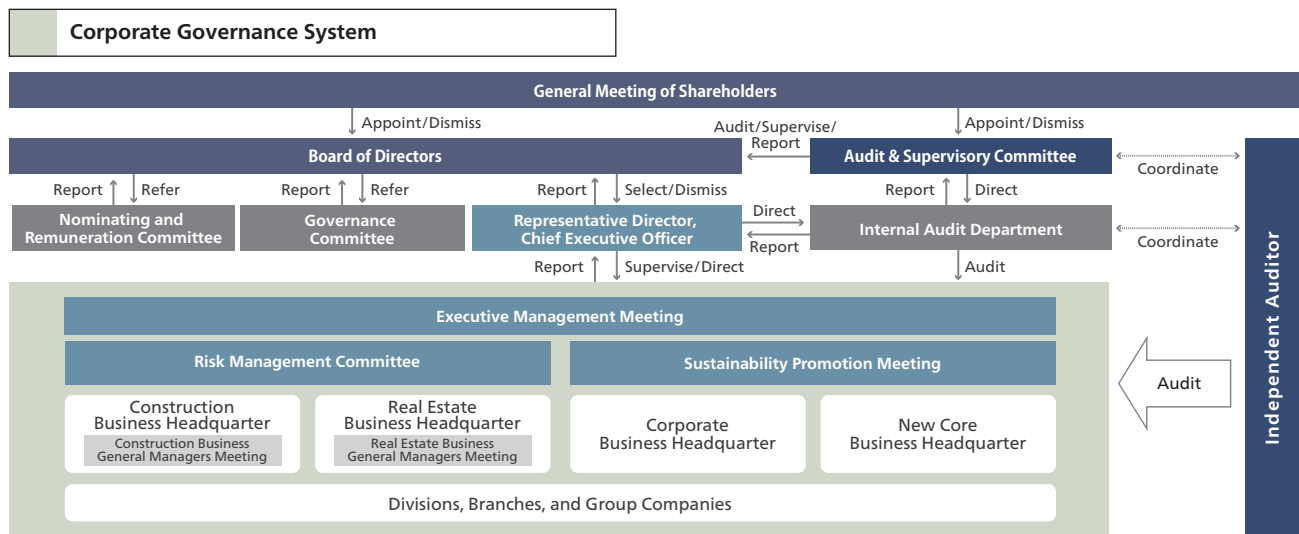 Corporate Governance System
General Meeting of Shareholders
Appoint/Dismiss
Audit/Supervise/
Report
Appoint/Dismiss
Board of Directors
Audit & Supervisory Committee
Coordinate
Report
Refer
Report
Refer
Report
Select/Dismiss
Report
Direct
Nominating and
Remuneration Committee
Governance
Committee
Representative Director,
Chief Executive Officer
Direct
Report
Internal Audit Department
Coordinate
Report
Supervise/Direct
Audit
Independent Auditor
Executive Management Meeting
Risk Management Committee
Sustainability Promotion Meeting
Audit
Construction
Business Headquarter
Construction Business
General Managers Meeting
Real Estate
Business Headquarter
Real Estate Business
General Managers Meeting
Corporate
Business Headquarter
New Core
Business Headquarter
Divisions, Branches, and Group Companies